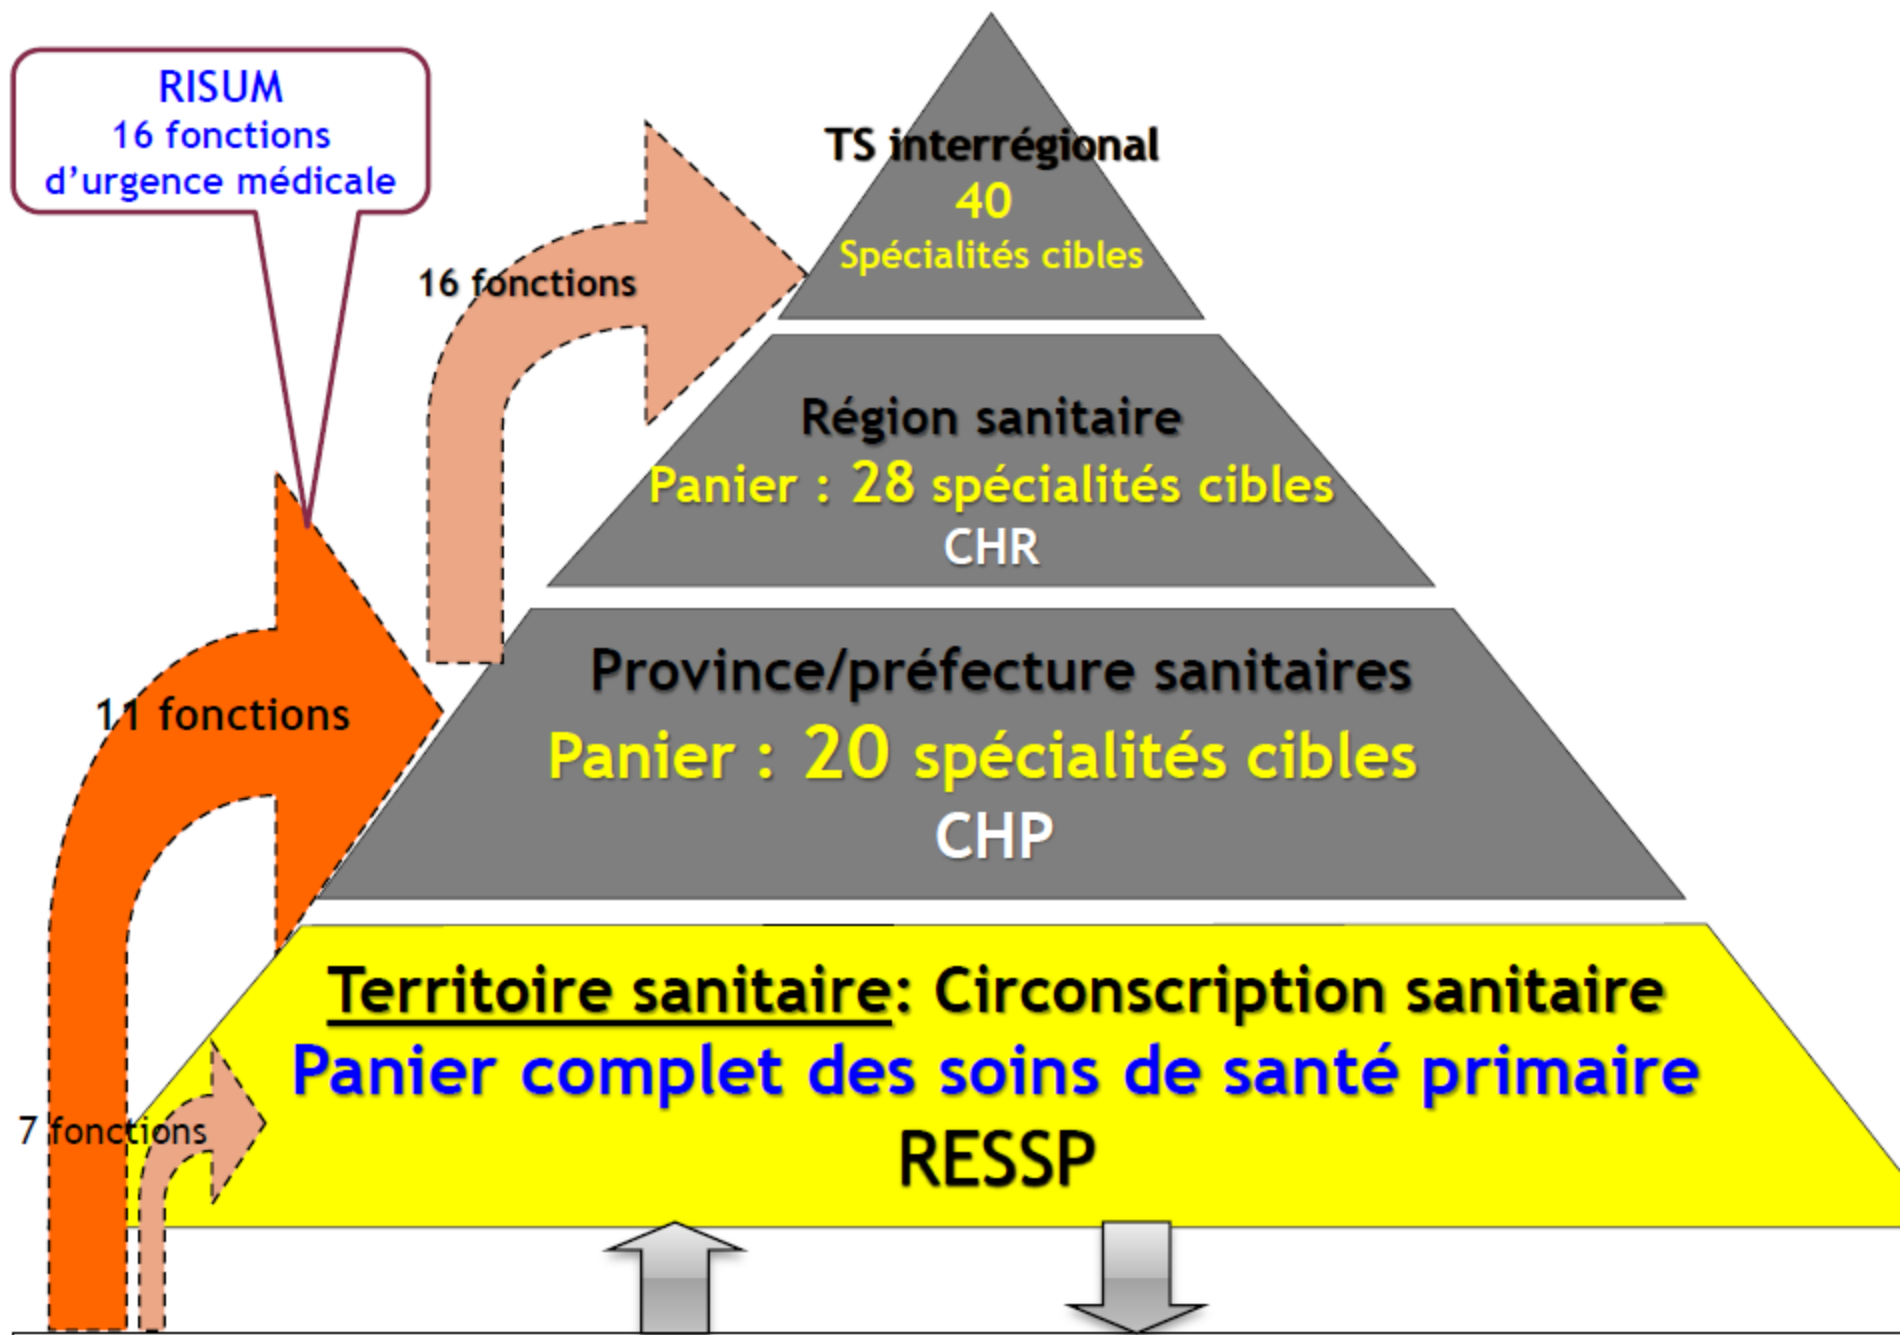 RISUM
16 fonctions
d’urgence médicale
TS interrégional
40
Spécialités cibles
16 fonctions
Région sanitaire
Panier : 28 spécialités cibles
CHR
Province/préfecture sanitaires
Panier : 20 spécialités cibles
CHP
11 fonctions
Territoire sanitaire: Circonscription sanitaire
Panier complet des soins de santé primaire
RESSP
7 fonctions